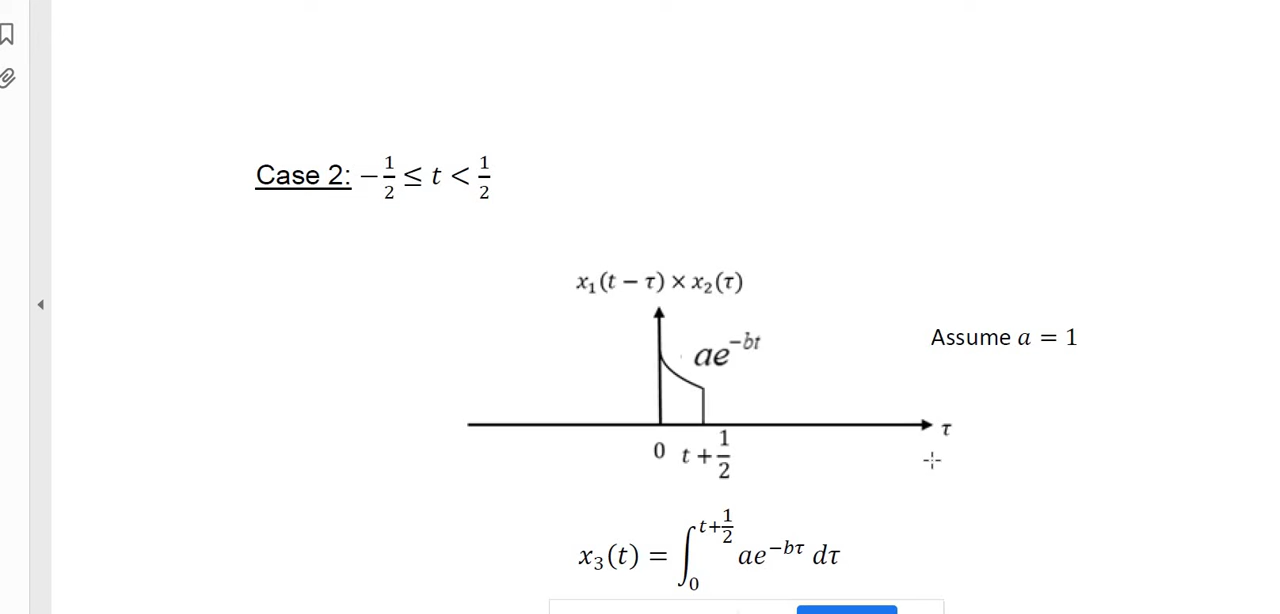 Case 2: −1/2 ≤ t < 1/2
x₁(t − τ) × x₂(τ)
ae^−bt
Assume a = 1
τ
0 t + 1/2
x₃(t) = ∫₀^t+1/2 ae^−bτ dτ